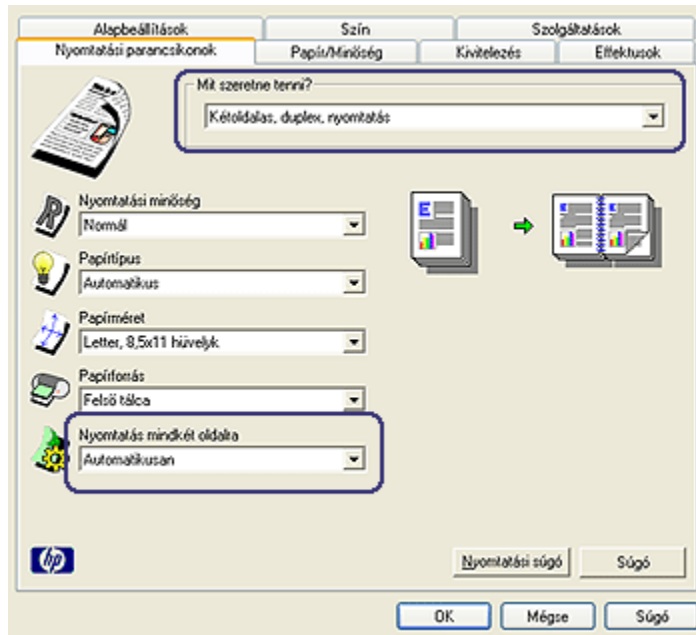 Alapbeállítások
Szín
Szolgáltatások
Nyomtatási parancsikonok
Papír/Minőség
Kivitelezés
Effektusok
Mit szeretne tenni?
Kétoldalas, duplex, nyomtatás
Nyomtatási minőség
Normál
Papírtípus
Automatikus
Papírméret
Letter, 8,5x11 hüvelyk
Papírforrás
Felső tálca
Nyomtatás mindkét oldalra
Automatikusan
hp
Nyomtatási súgó
Súgó
OK
Mégse
Súgó